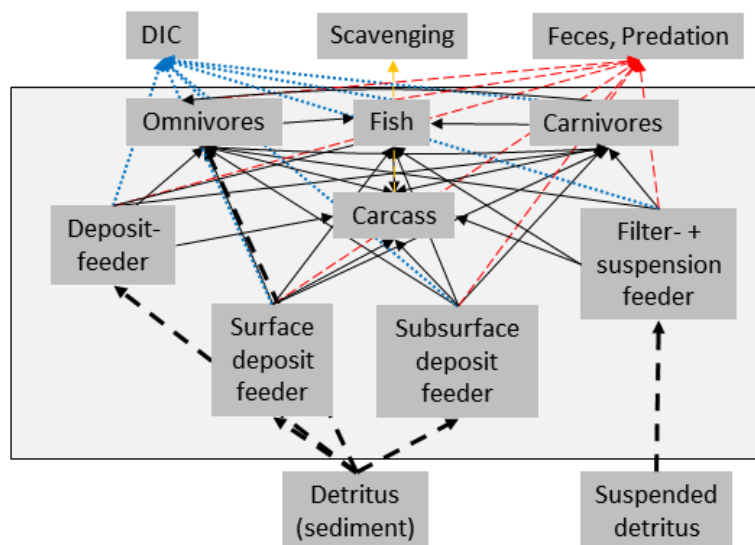 DIC
Scavenging
Feces, Predation
Omnivores
Fish
Carnivores
Carcass
Deposit-
feeder
Filter- +
suspension
feeder
Surface
deposit
feeder
Subsurface
deposit
feeder
Detritus
(sediment)
Suspended
detritus